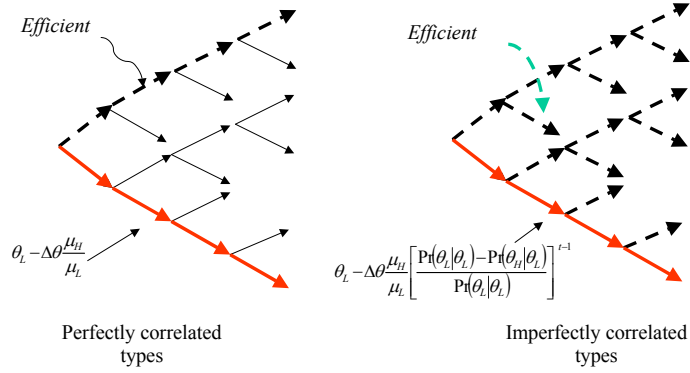 Efficient
Efficient
θ_L − Δθ μ_H/μ_L
θ_L − Δθ μ_H/μ_L [ Pr(θ_L|θ_L) − Pr(θ_H|θ_L) / Pr(θ_L|θ_L) ]^{t−1}
Perfectly correlated
types
Imperfectly correlated
types